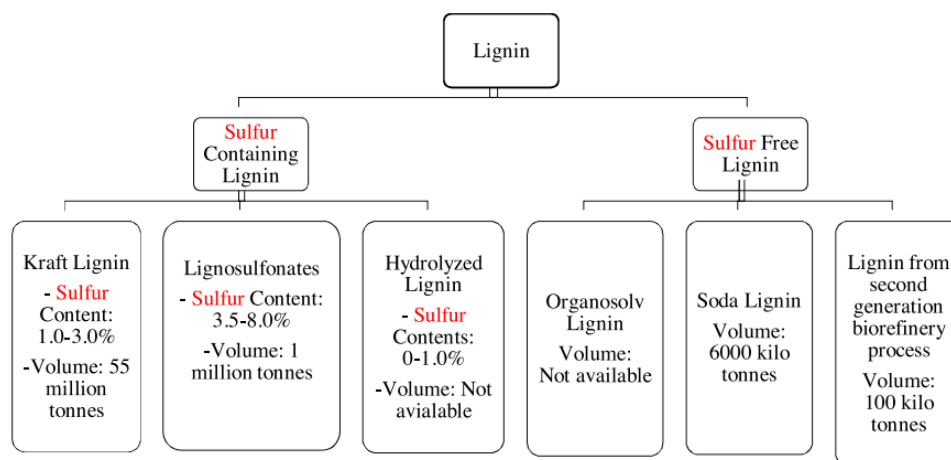 Lignin
Sulfur
Containing
Lignin
Sulfur Free
Lignin
Kraft Lignin
- Sulfur
Content:
1.0-3.0%
-Volume: 55
million
tonnes
Lignosulfonates
- Sulfur Content:
3.5-8.0%
-Volume: 1
million tonnes
Hydrolyzed
Lignin
- Sulfur
Contents:
0-1.0%
-Volume: Not
avialable
Organosolv
Lignin
Volume:
Not available
Soda Lignin
Volume:
6000 kilo
tonnes
Lignin from
second
generation
biorefinery
process
Volume:
100 kilo
tonnes